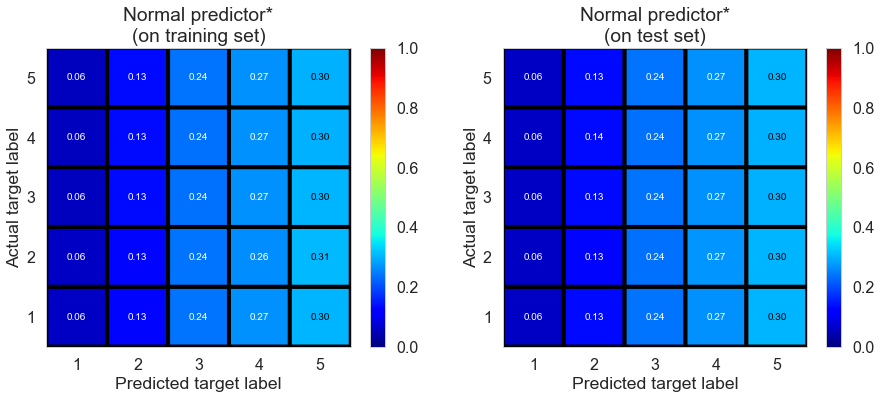 Normal predictor*
(on training set)
Actual target label
5 0.06 0.13 0.24 0.27 0.30
4 0.06 0.13 0.24 0.27 0.30
3 0.06 0.13 0.24 0.27 0.30
2 0.06 0.13 0.24 0.26 0.31
1 0.06 0.13 0.24 0.27 0.30
1 2 3 4 5
Predicted target label
1.0
0.8
0.6
0.4
0.2
0.0
Normal predictor*
(on test set)
Actual target label
5 0.06 0.13 0.24 0.27 0.30
4 0.06 0.14 0.24 0.27 0.30
3 0.06 0.13 0.24 0.27 0.30
2 0.06 0.13 0.24 0.27 0.30
1 0.06 0.13 0.24 0.27 0.30
1 2 3 4 5
Predicted target label
1.0
0.8
0.6
0.4
0.2
0.0